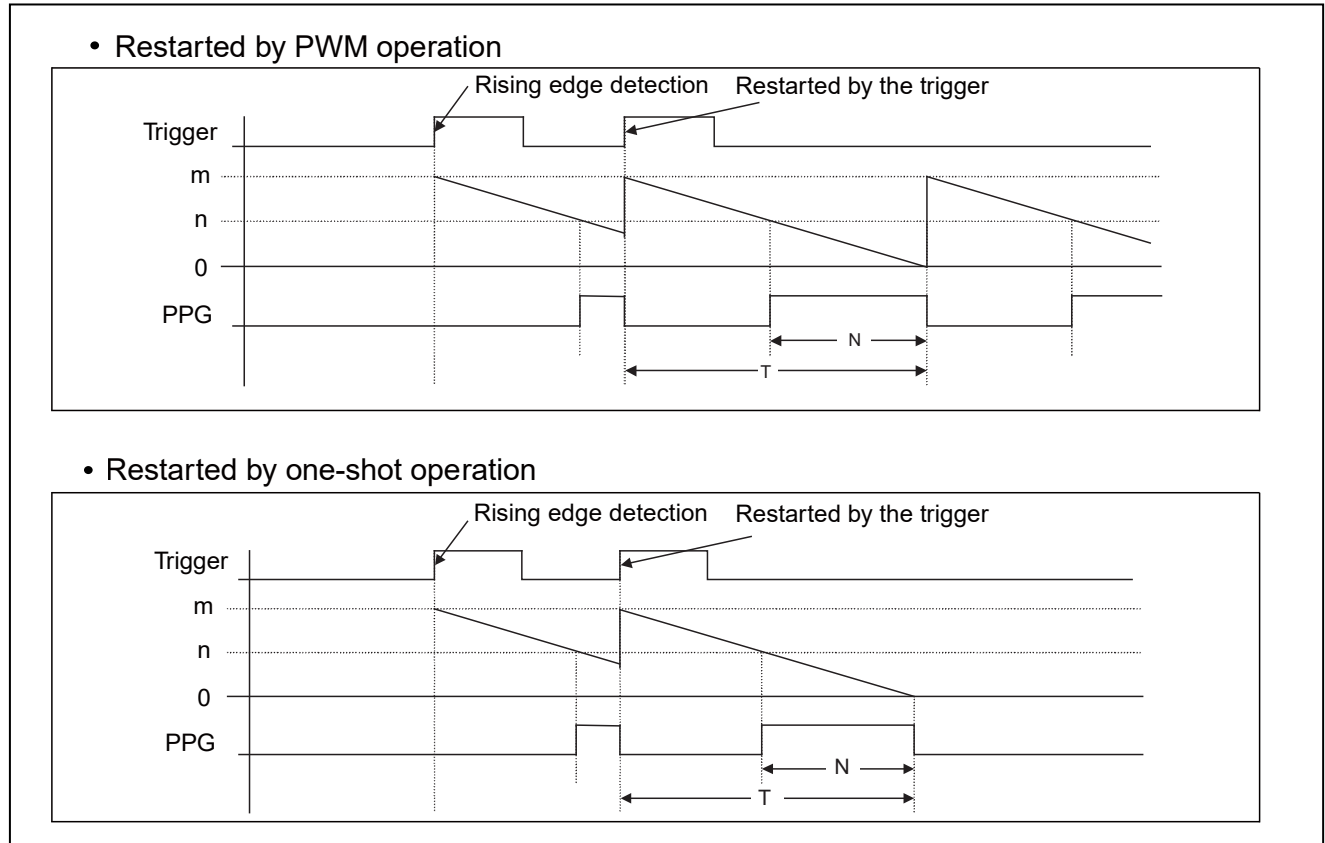 • Restarted by PWM operation
Rising edge detection Restarted by the trigger
Trigger
m
n
0
PPG
N
T
• Restarted by one-shot operation
Rising edge detection Restarted by the trigger
Trigger
m
n
0
PPG
N
T